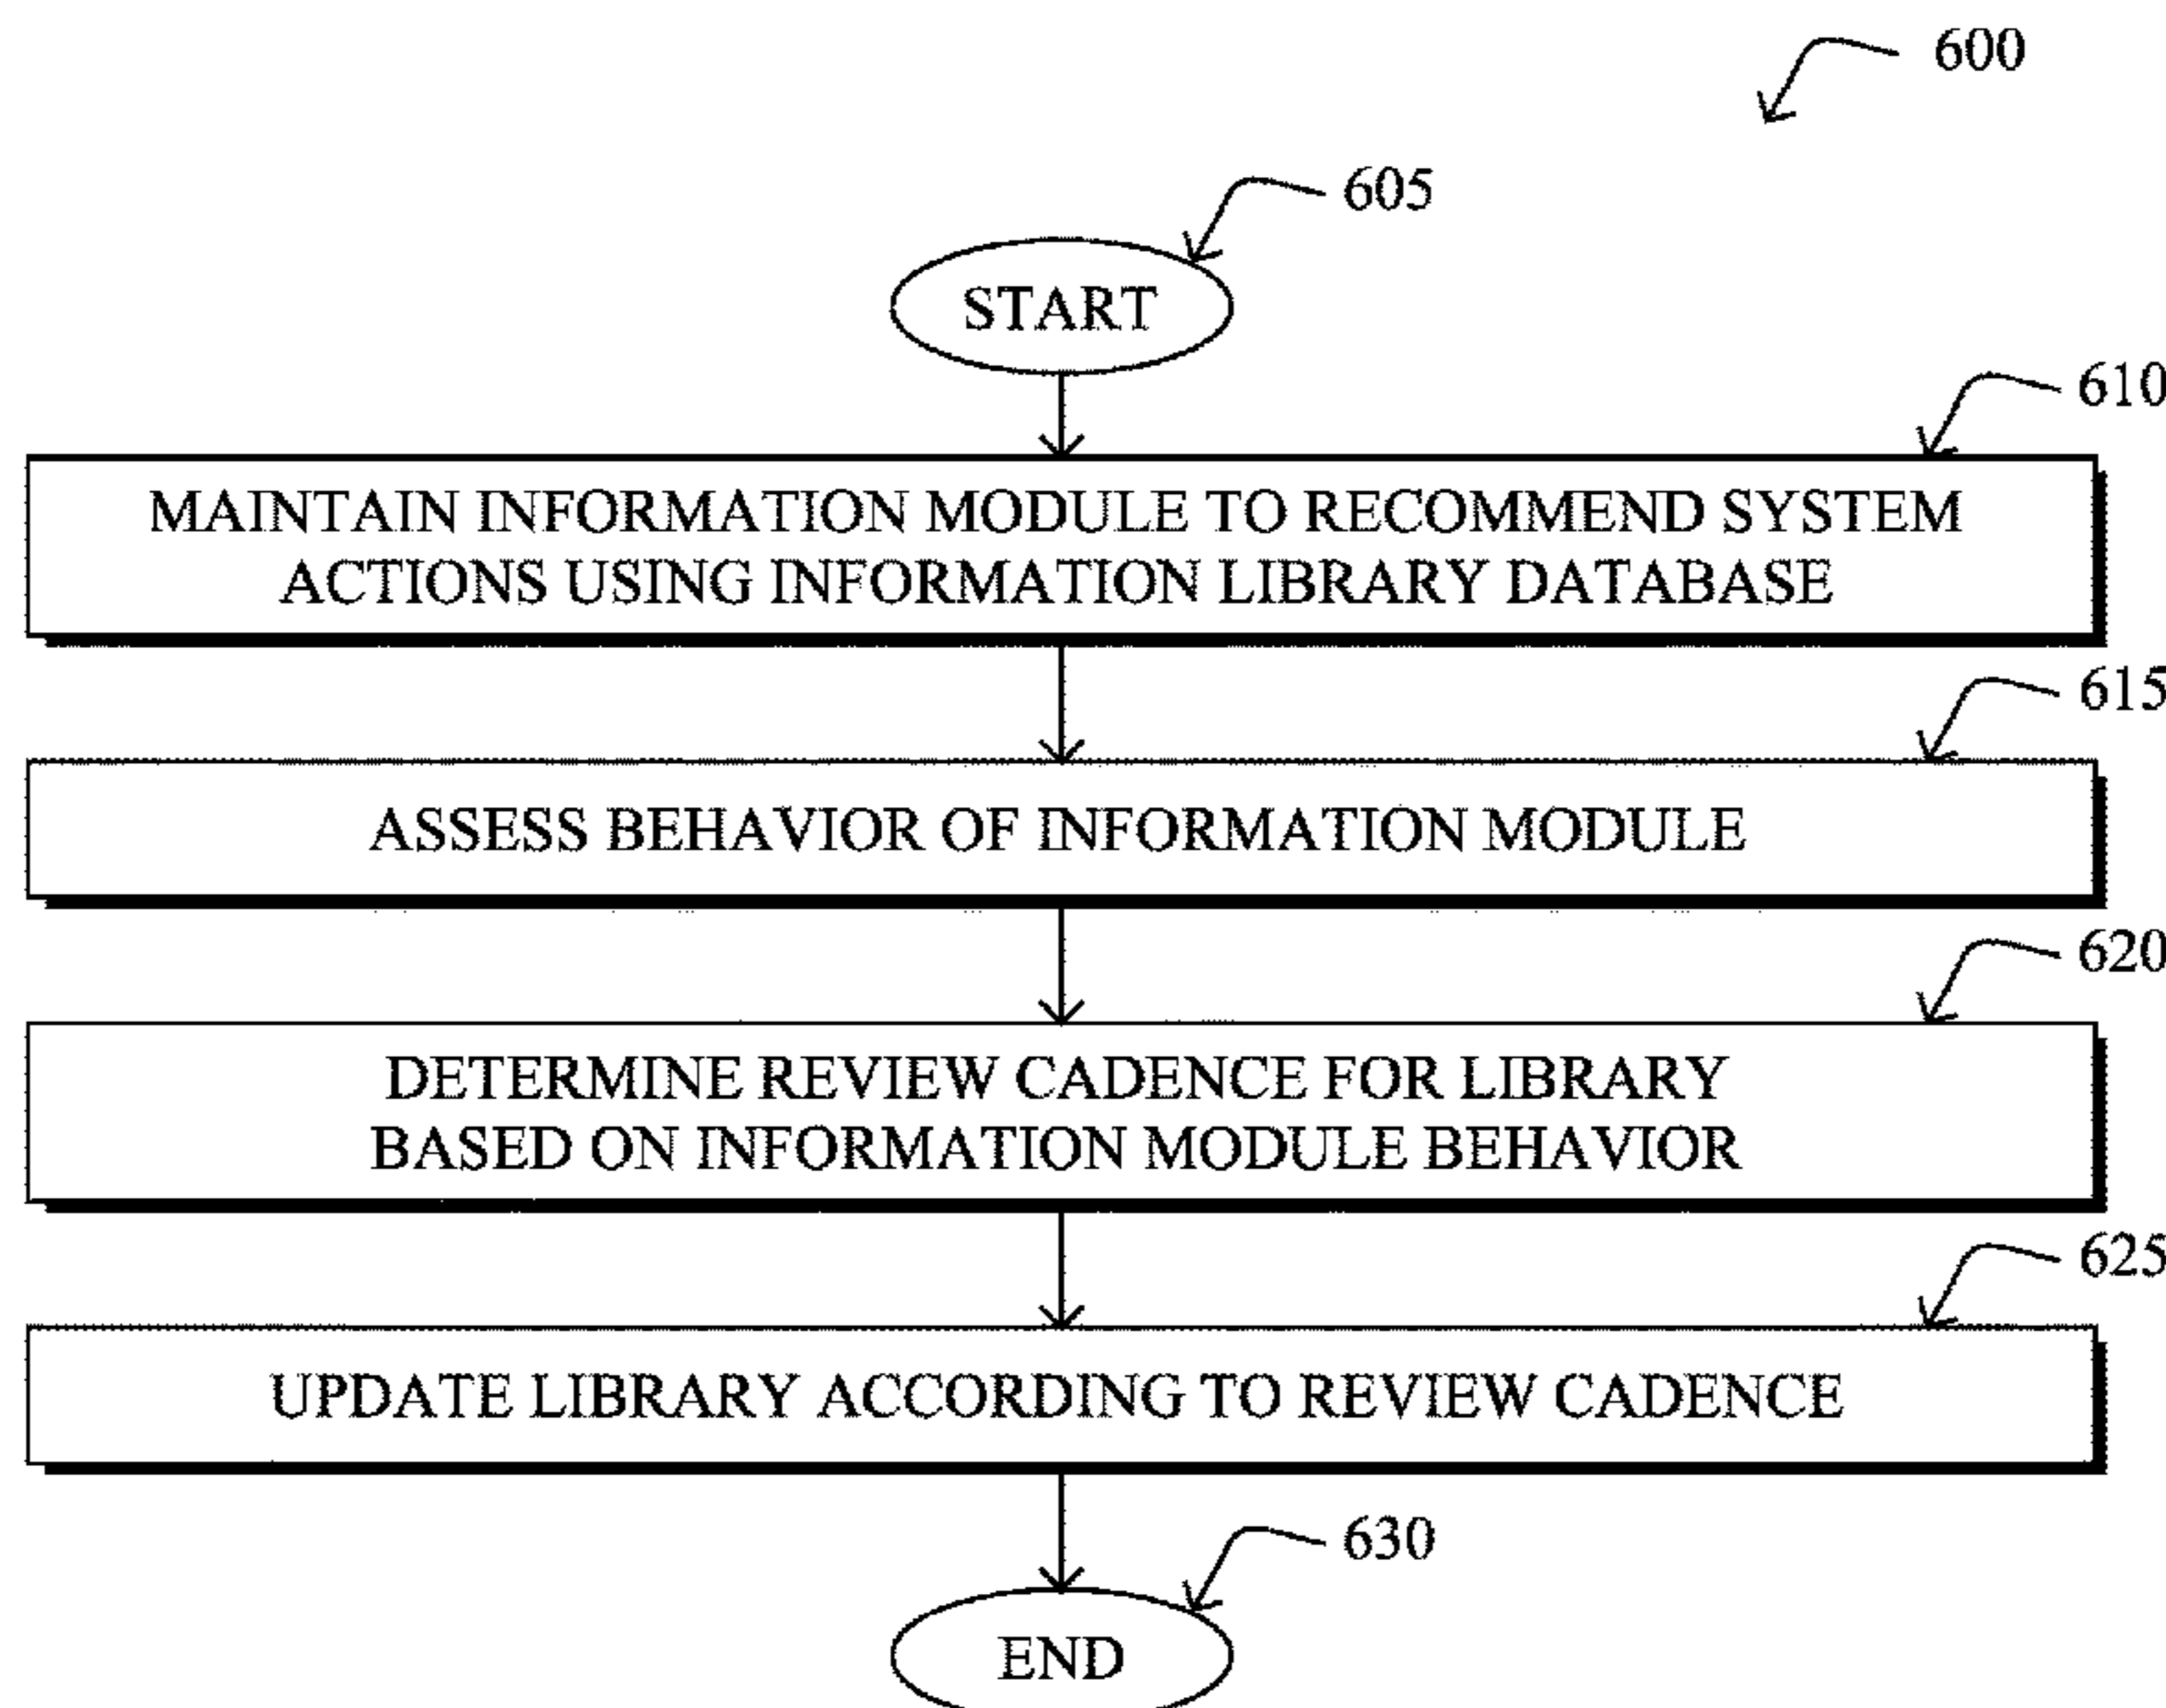 600
605
START
610
MAINTAIN INFORMATION MODULE TO RECOMMEND SYSTEM
ACTIONS USING INFORMATION LIBRARY DATABASE
615
ASSESS BEHAVIOR OF INFORMATION MODULE
620
DETERMINE REVIEW CADENCE FOR LIBRARY
BASED ON INFORMATION MODULE BEHAVIOR
625
UPDATE LIBRARY ACCORDING TO REVIEW CADENCE
630
END